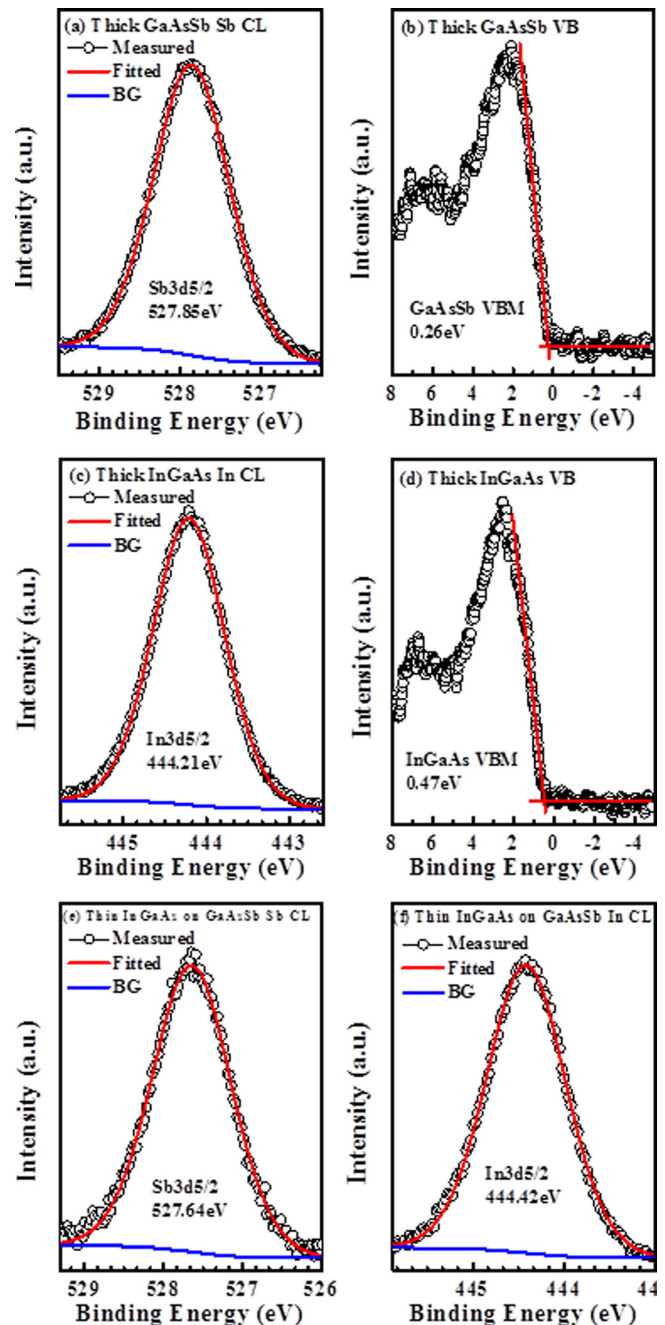 (a) Thick GaAsSb Sb CL
Measured
Fitted
BG
Sb3d5/2
527.85eV
Intensity (a.u.)
529 528 527
Binding Energy (eV)
(b) Thick GaAsSb VB
GaAsSb VBM
0.26eV
Intensity (a.u.)
8 6 4 2 0 -2 -4
Binding Energy (eV)
(c) Thick InGaAs In CL
Measured
Fitted
BG
In3d5/2
444.21eV
Intensity (a.u.)
445 444 443
Binding Energy (eV)
(d) Thick InGaAs VB
InGaAs VBM
0.47eV
Intensity (a.u.)
8 6 4 2 0 -2 -4
Binding Energy (eV)
(e) Thin InGaAs on GaAsSb Sb CL
Measured
Fitted
BG
Sb3d5/2
527.64eV
Intensity (a.u.)
529 528 527 526
Binding Energy (eV)
(f) Thin InGaAs on GaAsSb In CL
Measured
Fitted
BG
In3d5/2
444.42eV
Intensity (a.u.)
445 444 44
Binding Energy (eV)